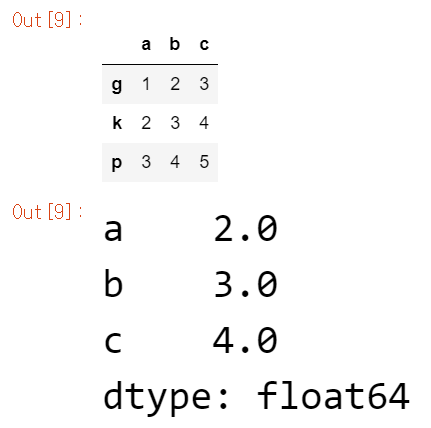 Out[9]:
a b c
g 1 2 3
k 2 3 4
p 3 4 5
Out[9]:
a 2.0
b 3.0
c 4.0
dtype: float64